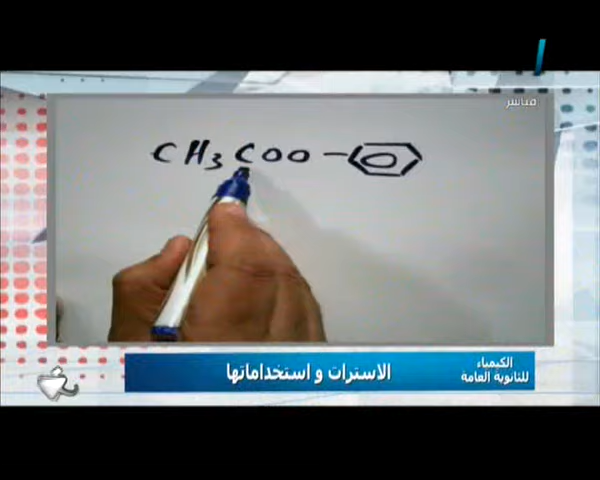 مباشر
CH3COO-
الكيمياء
للثانوية العامة
الاسترات و استخداماتها